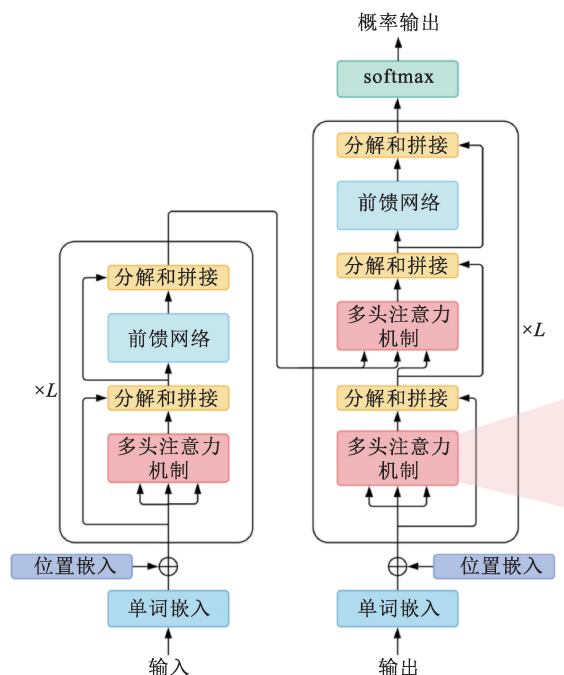 概率输出
softmax
分解和拼接
前馈网络
分解和拼接
多头注意力
机制
分解和拼接
多头注意力
机制
×L
位置嵌入
单词嵌入
输出
分解和拼接
前馈网络
分解和拼接
多头注意力
机制
×L
位置嵌入
单词嵌入
输入